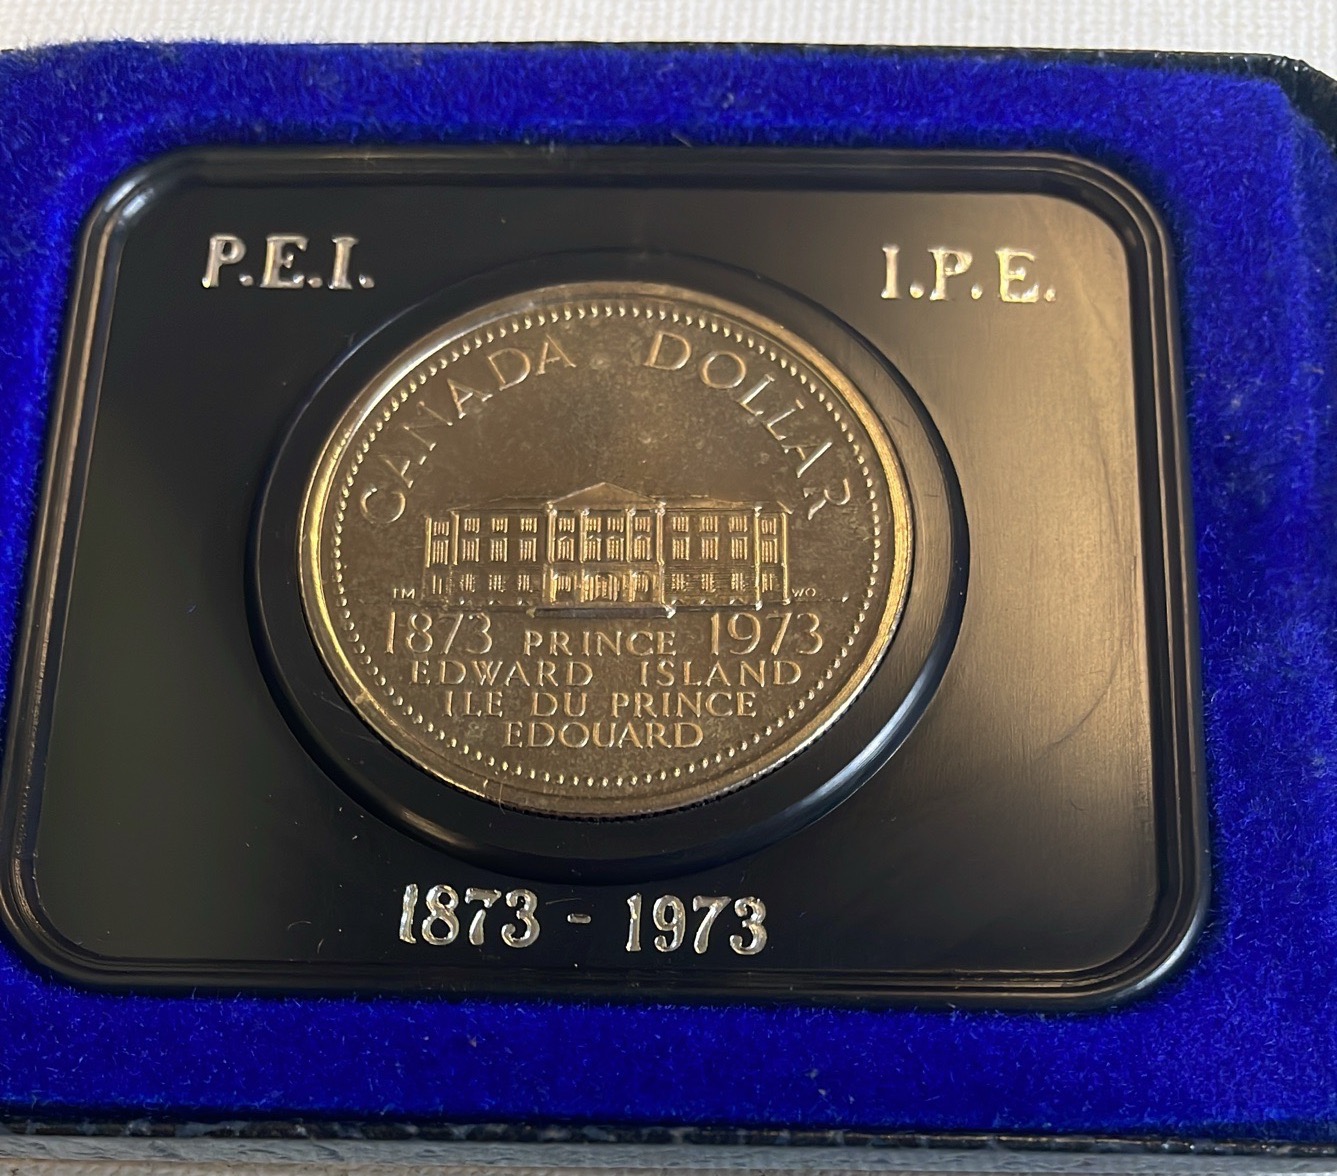 P.E.I.
I.P.E.
CANADA DOLLAR
TM
WO
1873 PRINCE 1973
EDWARD ISLAND
ILE DU PRINCE
EDOUARD
1873 - 1973